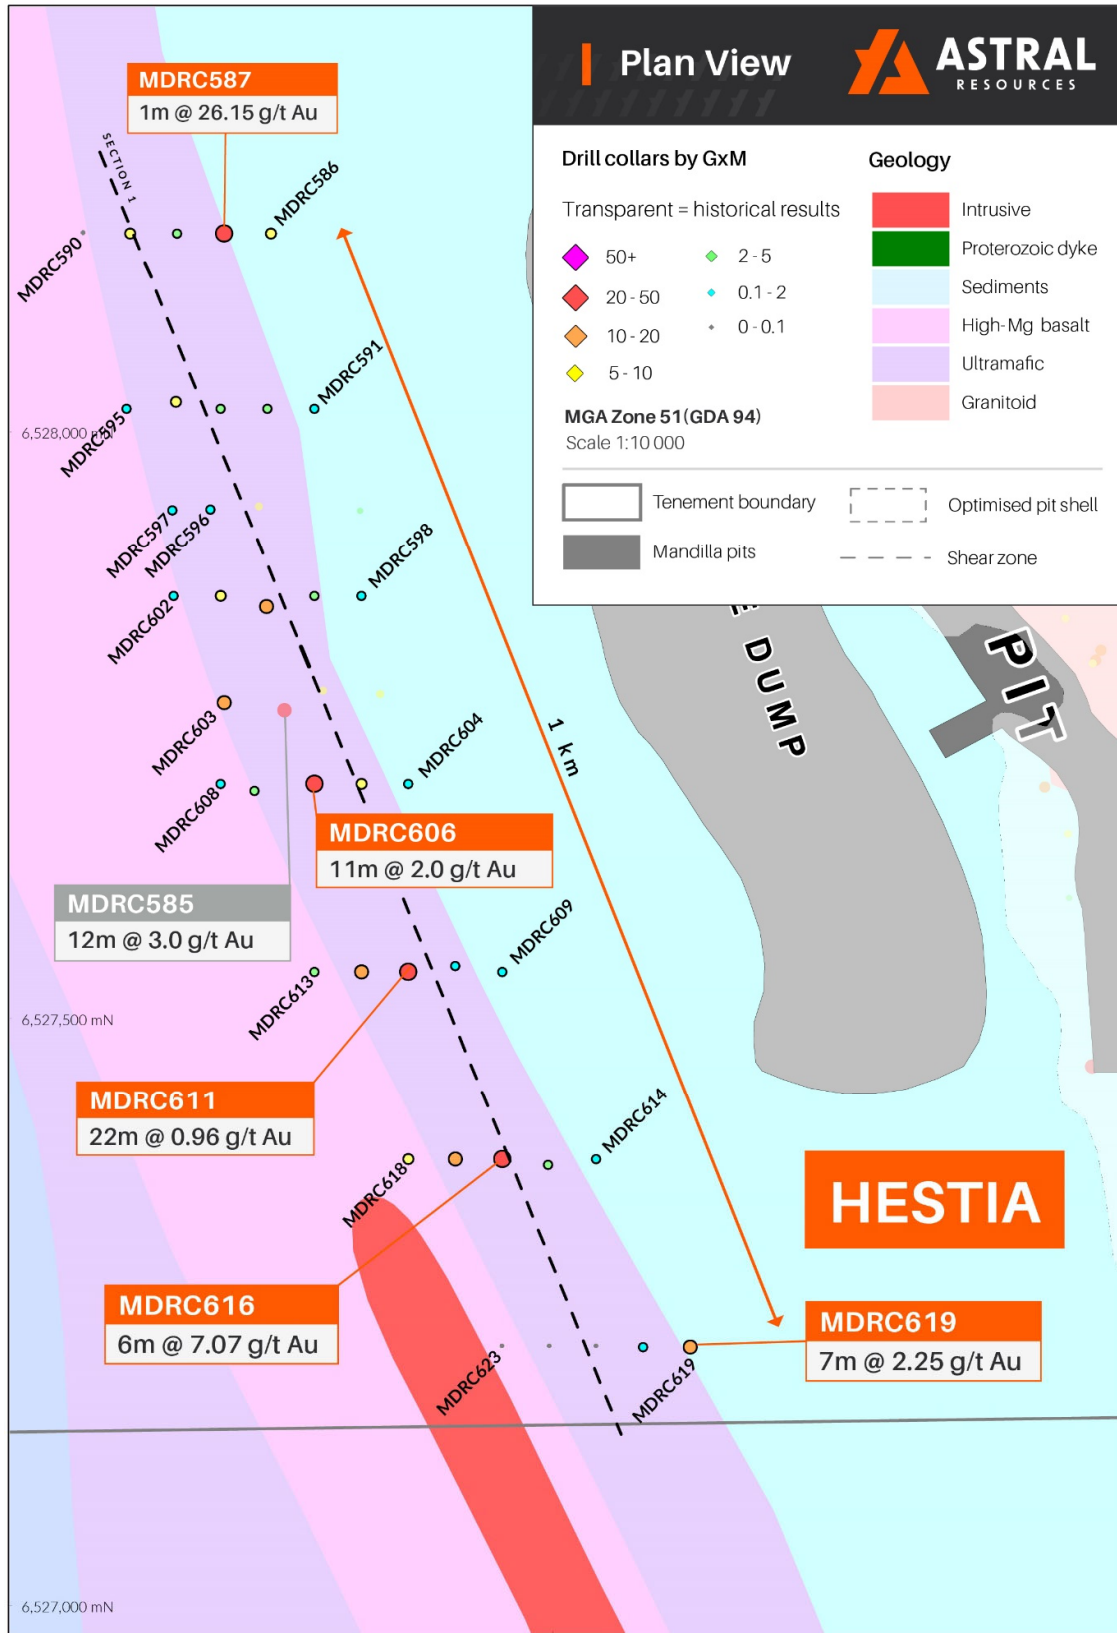 Plan View
ASTRAL
RESOURCES
Drill collars by GxM
Transparent = historical results
50+
20 - 50
10 - 20
5 - 10
2 - 5
0.1 - 2
0 - 0.1
MGA Zone 51(GDA 94)
Scale 1:10 000
Geology
Intrusive
Proterozoic dyke
Sediments
High-Mg basalt
Ultramafic
Granitoid
Tenement boundary
Optimised pit shell
Mandilla pits
Shear zone
MDRC587
1m @ 26.15 g/t Au
SECTION 1
MDRC586
MDRC590
MDRC591
MDRC595
6,528,000 mN
MDRC597
MDRC596
MDRC598
MDRC602
DUMP
PIT
MDRC603
1 km
MDRC604
MDRC608
MDRC606
11m @ 2.0 g/t Au
MDRC585
12m @ 3.0 g/t Au
MDRC609
MDRC613
6,527,500 mN
MDRC611
22m @ 0.96 g/t Au
MDRC614
MDRC618
HESTIA
MDRC616
6m @ 7.07 g/t Au
MDRC619
7m @ 2.25 g/t Au
MDRC623
MDRC619
6,527,000 mN